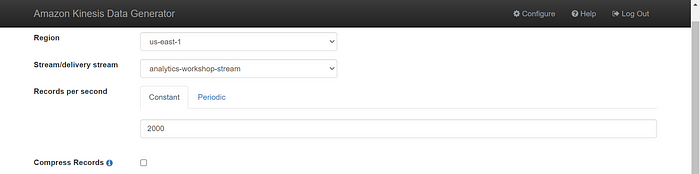 Amazon Kinesis Data Generator Configure Help Log Out
Region us-east-1
Stream/delivery stream analytics-workshop-stream
Records per second Constant Periodic
2000
Compress Records